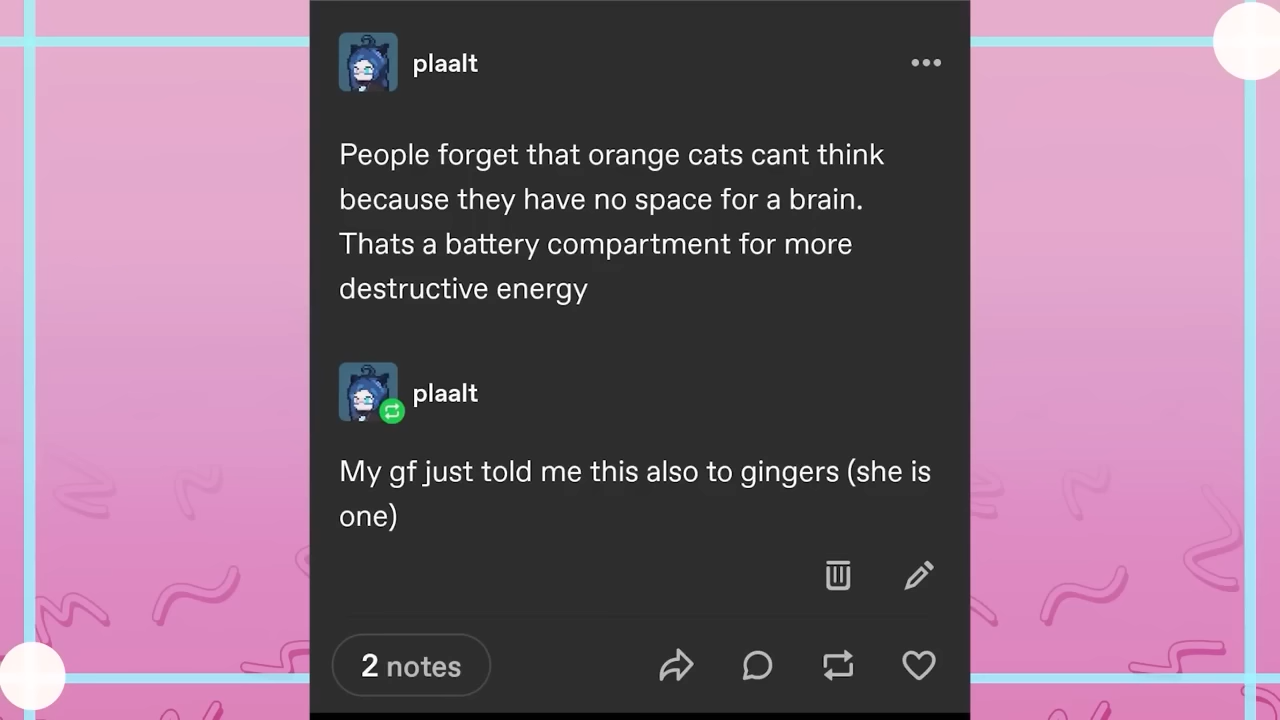 plaalt
People forget that orange cats cant think
because they have no space for a brain.
Thats a battery compartment for more
destructive energy
plaalt
My gf just told me this also to gingers (she is
one)
2 notes